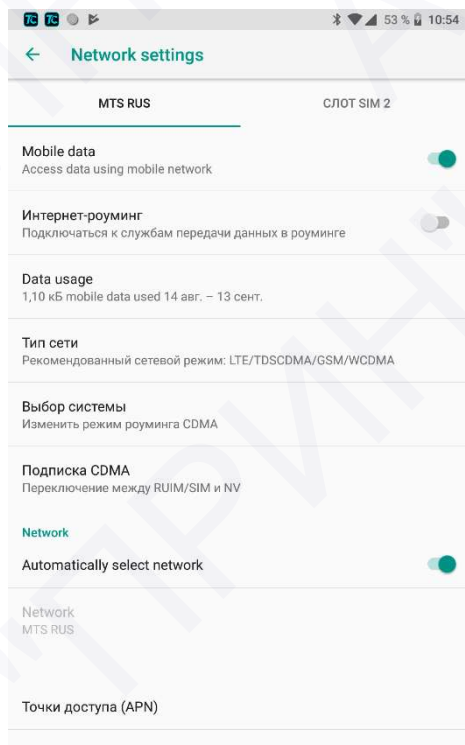 53 % 10:54
Network settings
MTS RUS СЛОТ SIM 2
Mobile data
Access data using mobile network
Интернет-роуминг
Подключаться к службам передачи данных в роуминге
Data usage
1,10 кБ mobile data used 14 авг. – 13 сент.
Тип сети
Рекомендованный сетевой режим: LTE/TDSCDMA/GSM/WCDMA
Выбор системы
Изменить режим роуминга CDMA
Подписка CDMA
Переключение между RUIM/SIM и NV
Network
Automatically select network
Network
MTS RUS
Точки доступа (APN)
"ПРИН"